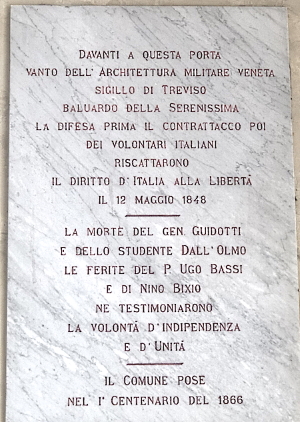 Davanti a questa porta
vanto dell'Architettura militare veneta
sigillo di Treviso
baluardo della Serenissima
la difesa prima il contrattacco poi
dei volontari italiani
riscattarono
il diritto d'Italia alla Libertá
il 12 maggio 1848
La morte del Gen. Guidotti
e dello studente Dall'Olmo
le ferite del P. Ugo Bassi
e di Nino Bixio
ne testimoniarono
la volontá d'indipendenza
e d'Unitá
Il Comune pose
nel I° Centenario del 1866